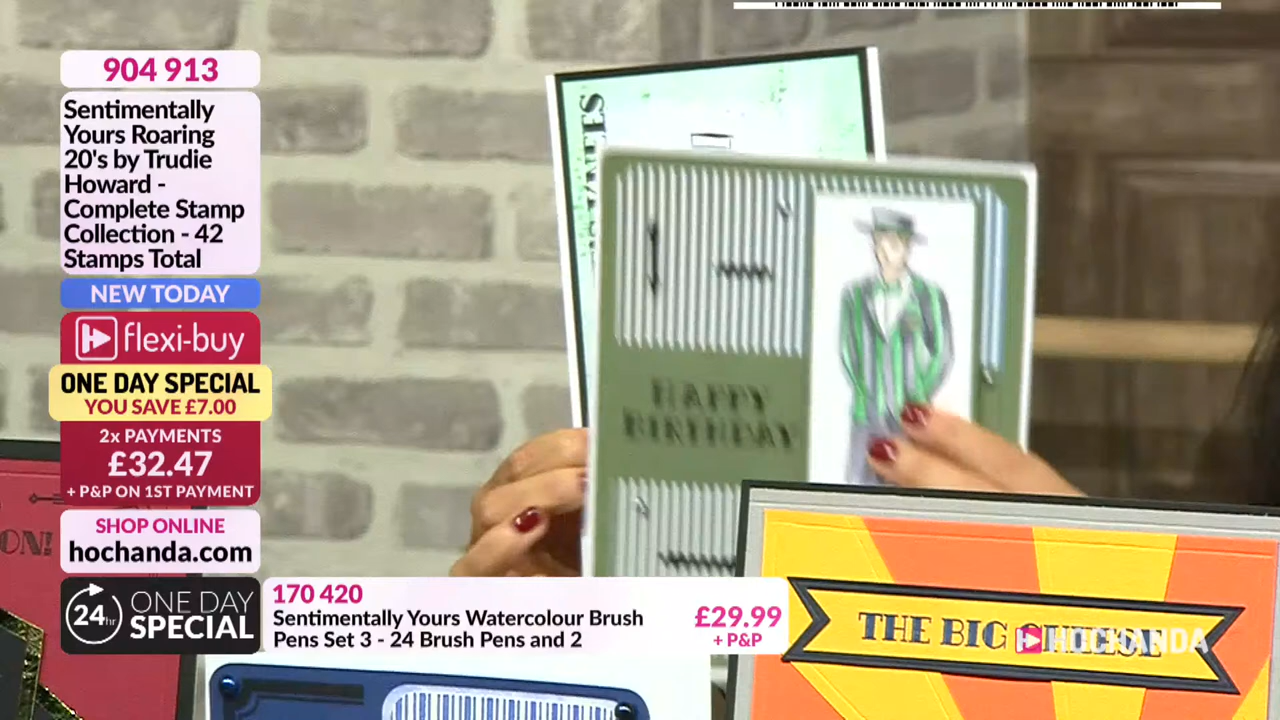 904 913
Sentimentally
Yours Roaring
20's by Trudie
Howard -
Complete Stamp
Collection - 42
Stamps Total
NEW TODAY
flexi-buy
ONE DAY SPECIAL
YOU SAVE £7.00
2x PAYMENTS
£32.47
+ P&P ON 1ST PAYMENT
SHOP ONLINE
hochanda.com
24hr
ONE DAY
SPECIAL
170 420
Sentimentally Yours Watercolour Brush
Pens Set 3 - 24 Brush Pens and 2
£29.99
+ P&P
HAPPY
BIRTHDAY
ON!
THE BIG CHEESE
HOCHANDA